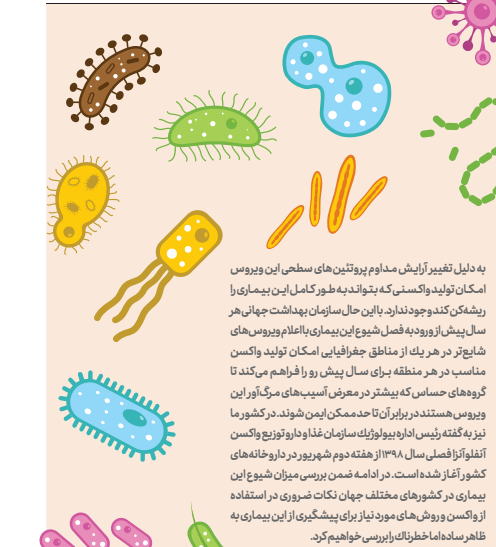 به دلیل تغییر آرایش مداوم پروتئین‌های سطحی این ویروس
امکان تولید واکسنی که بتواند به طور کامل این بیماری را
ریشه‌کن کند وجود ندارد. با این حال سازمان بهداشت جهانی هر
سال پیش از ورود به فصل شیوع این بیماری با اعلام ویروس‌های
شایع‌تر در هر یك از مناطق جغرافیایی امکان تولید واکسن
مناسب در هر منطقه برای سال پیش رو را فراهم می‌کند تا
گروه‌های حساس که بیشتر در معرض آسیب‌های مرگ‌آور این
ویروس هستند در برابر آن تا حد ممکن ایمن شوند. در کشور ما
نیز به گفته رئیس اداره بیولوژیك سازمان غذا و دارو توزیع واکسن
آنفلوآنزا فصلی سال ۱۳۹۸ از هفته دوم شهریور در داروخانه‌های
کشور آغاز شده است. در ادامه ضمن بررسی میزان شیوع این
بیماری در کشورهای مختلف جهان نکات ضروری در استفاده
از واکسن و روش‌های مورد نیاز برای پیشگیری از این بیماری به
ظاهر ساده اما خطرناك را بررسی خواهیم کرد.